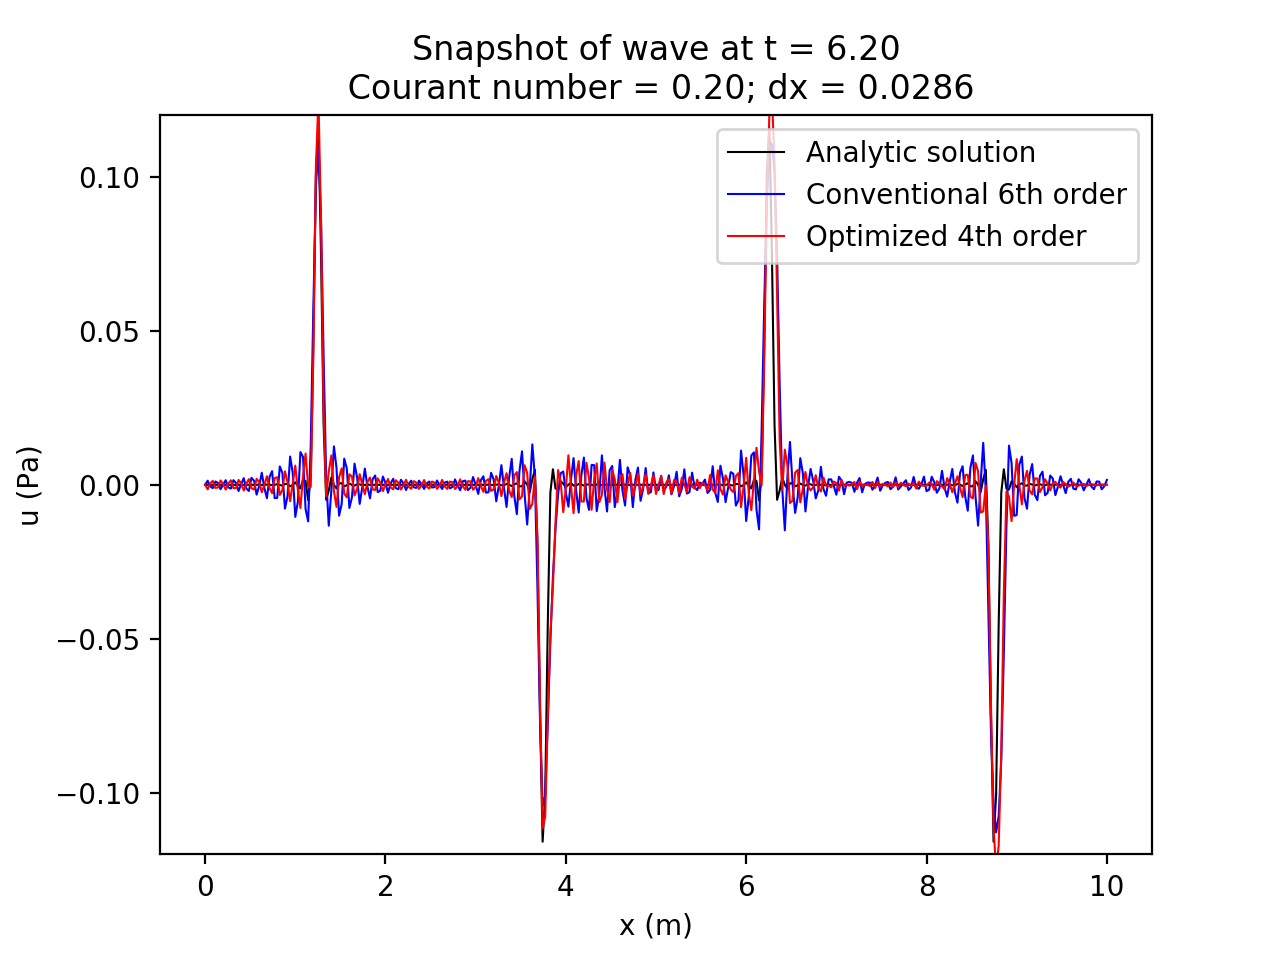 Snapshot of wave at t = 6.20
Courant number = 0.20; dx = 0.0286
Analytic solution
Conventional 6th order
Optimized 4th order
0.10
0.05
0.00
−0.05
−0.10
u (Pa)
0 2 4 6 8 10
x (m)